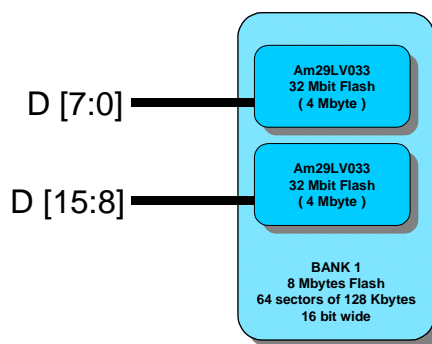 Am29LV033
32 Mbit Flash
( 4 Mbyte )
D [7:0]
Am29LV033
32 Mbit Flash
( 4 Mbyte )
D [15:8]
BANK 1
8 Mbytes Flash
64 sectors of 128 Kbytes
16 bit wide